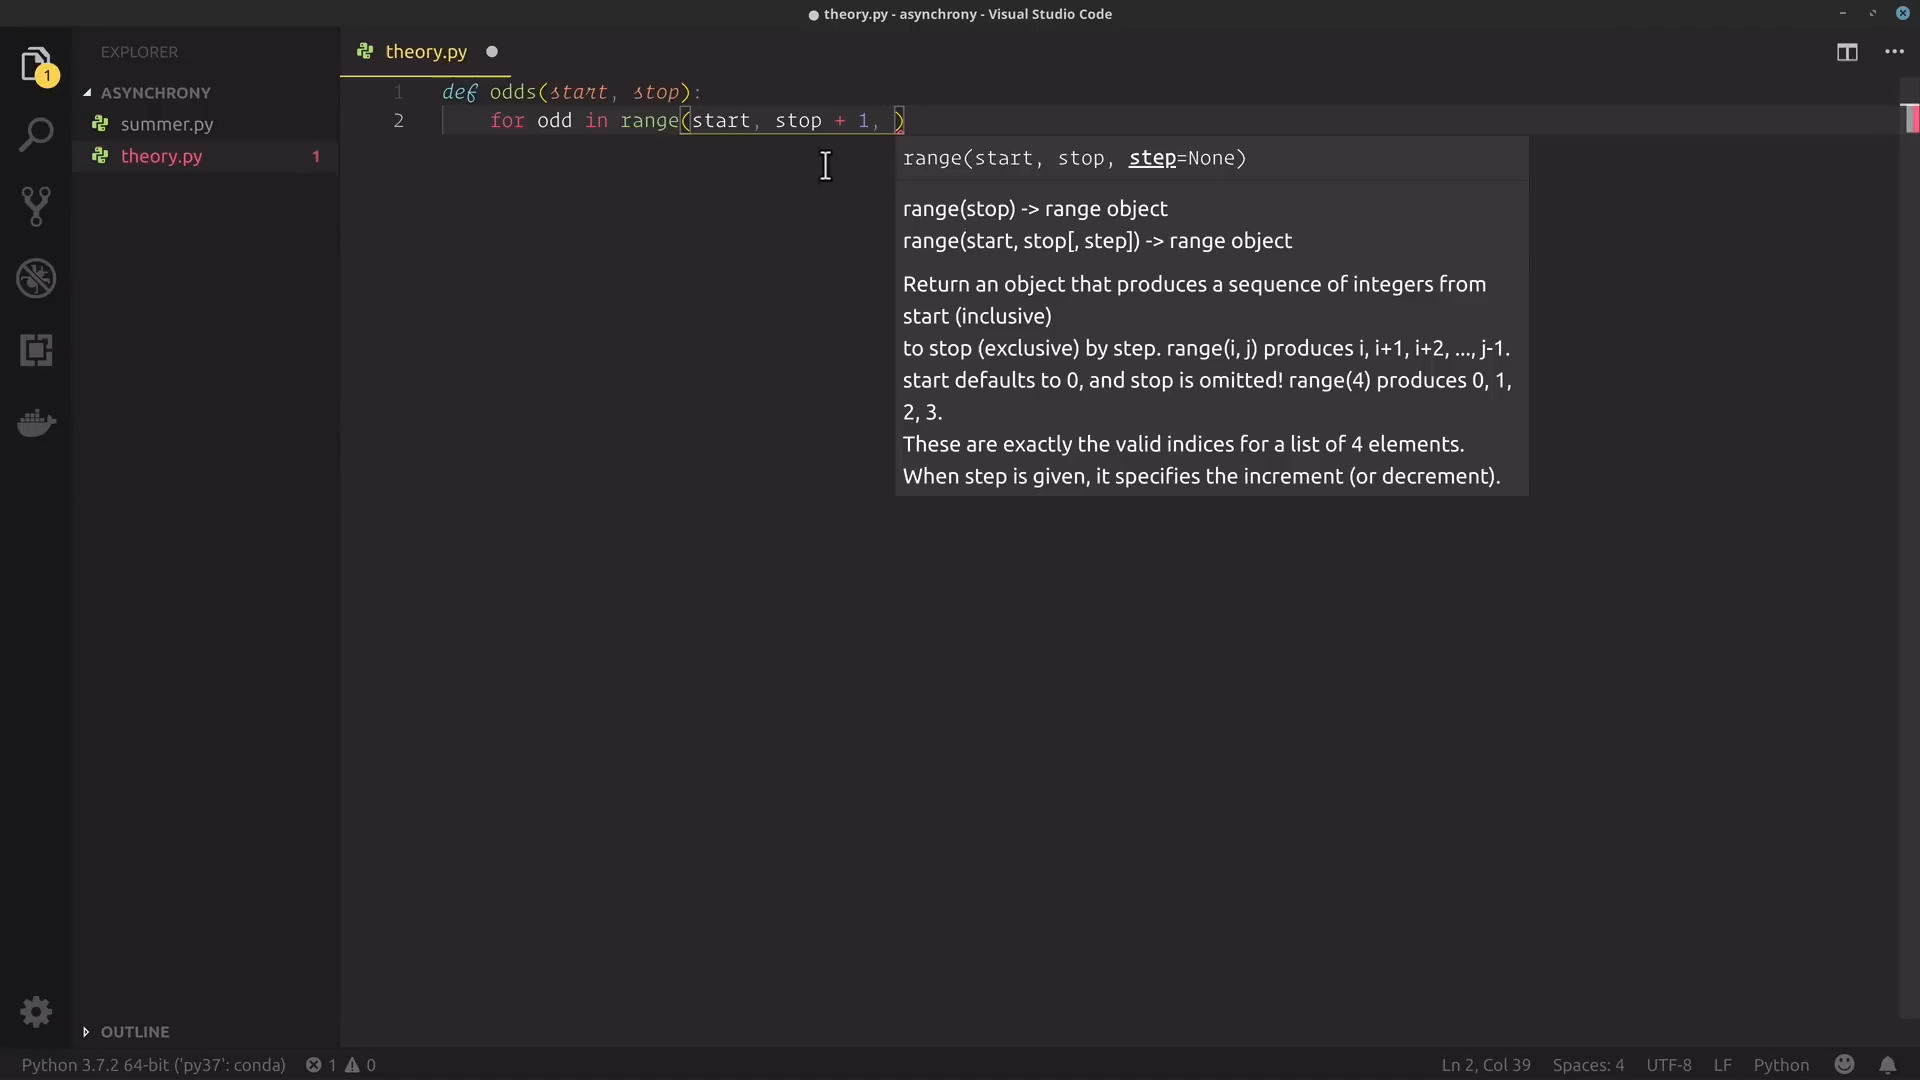 ● theory.py - asynchrony - Visual Studio Code
EXPLORER
1
ASYNCHRONY
summer.py
theory.py 1
theory.py
1 def odds(start, stop):
2 for odd in range(start, stop + 1, )
range(start, stop, step=None)
range(stop) -> range object
range(start, stop[, step]) -> range object
Return an object that produces a sequence of integers from
start (inclusive)
to stop (exclusive) by step. range(i, j) produces i, i+1, i+2, ..., j-1.
start defaults to 0, and stop is omitted! range(4) produces 0, 1,
2, 3.
These are exactly the valid indices for a list of 4 elements.
When step is given, it specifies the increment (or decrement).
OUTLINE
Python 3.7.2 64-bit ('py37': conda) 1 0 Ln 2, Col 39 Spaces: 4 UTF-8 LF Python